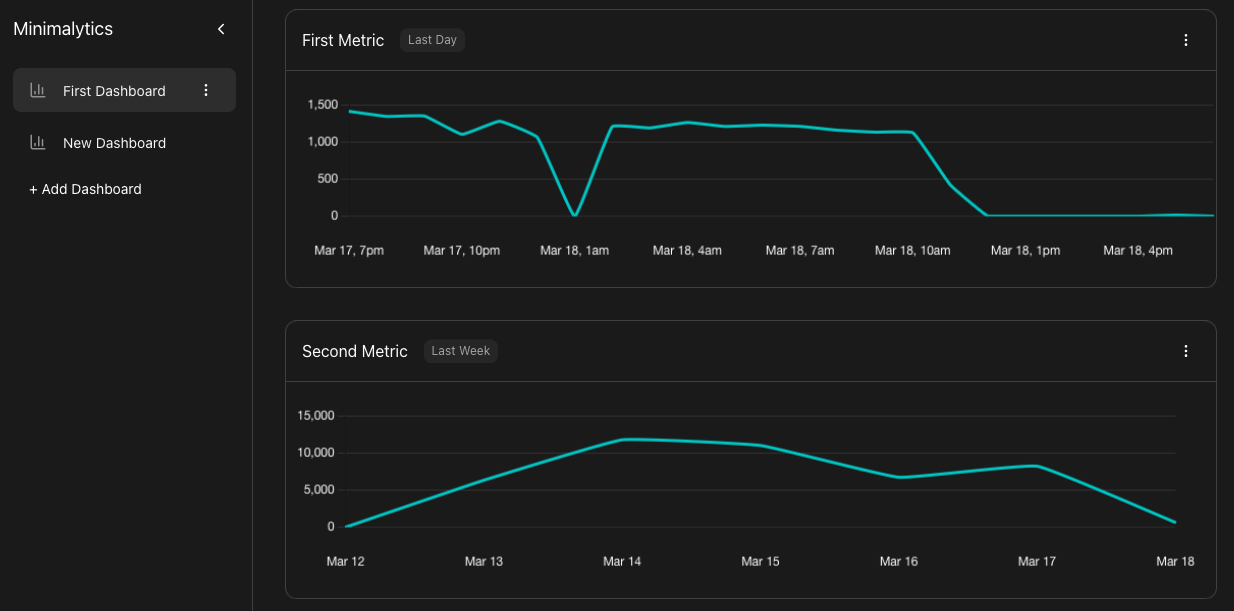 Minimalytics
First Dashboard
New Dashboard
+ Add Dashboard
First Metric Last Day
1,500
1,000
500
0
Mar 17, 7pm Mar 17, 10pm Mar 18, 1am Mar 18, 4am Mar 18, 7am Mar 18, 10am Mar 18, 1pm Mar 18, 4pm
Second Metric Last Week
15,000
10,000
5,000
0
Mar 12 Mar 13 Mar 14 Mar 15 Mar 16 Mar 17 Mar 18